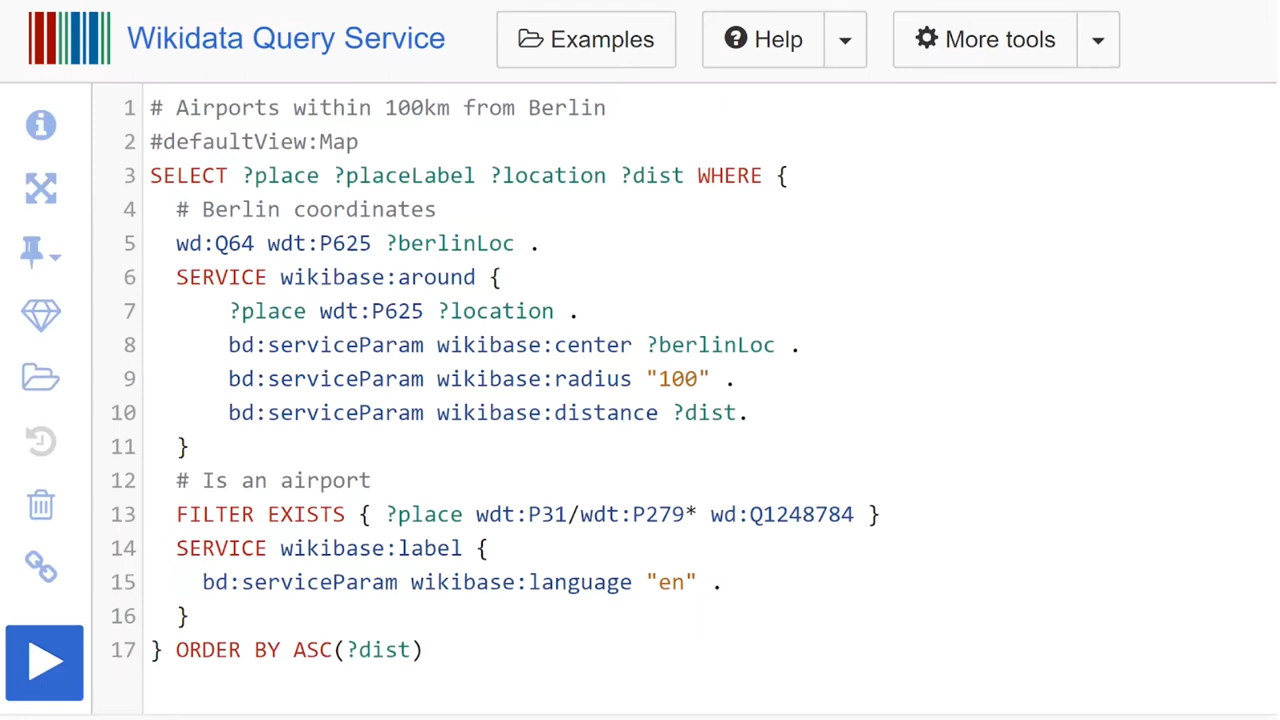 Wikidata Query Service
Examples
Help
More tools
1 # Airports within 100km from Berlin
2 #defaultView:Map
3 SELECT ?place ?placeLabel ?location ?dist WHERE {
4 # Berlin coordinates
5 wd:Q64 wdt:P625 ?berlinLoc .
6 SERVICE wikibase:around {
7 ?place wdt:P625 ?location .
8 bd:serviceParam wikibase:center ?berlinLoc .
9 bd:serviceParam wikibase:radius "100" .
10 bd:serviceParam wikibase:distance ?dist.
11 }
12 # Is an airport
13 FILTER EXISTS { ?place wdt:P31/wdt:P279* wd:Q1248784 }
14 SERVICE wikibase:label {
15 bd:serviceParam wikibase:language "en" .
16 }
17 } ORDER BY ASC(?dist)